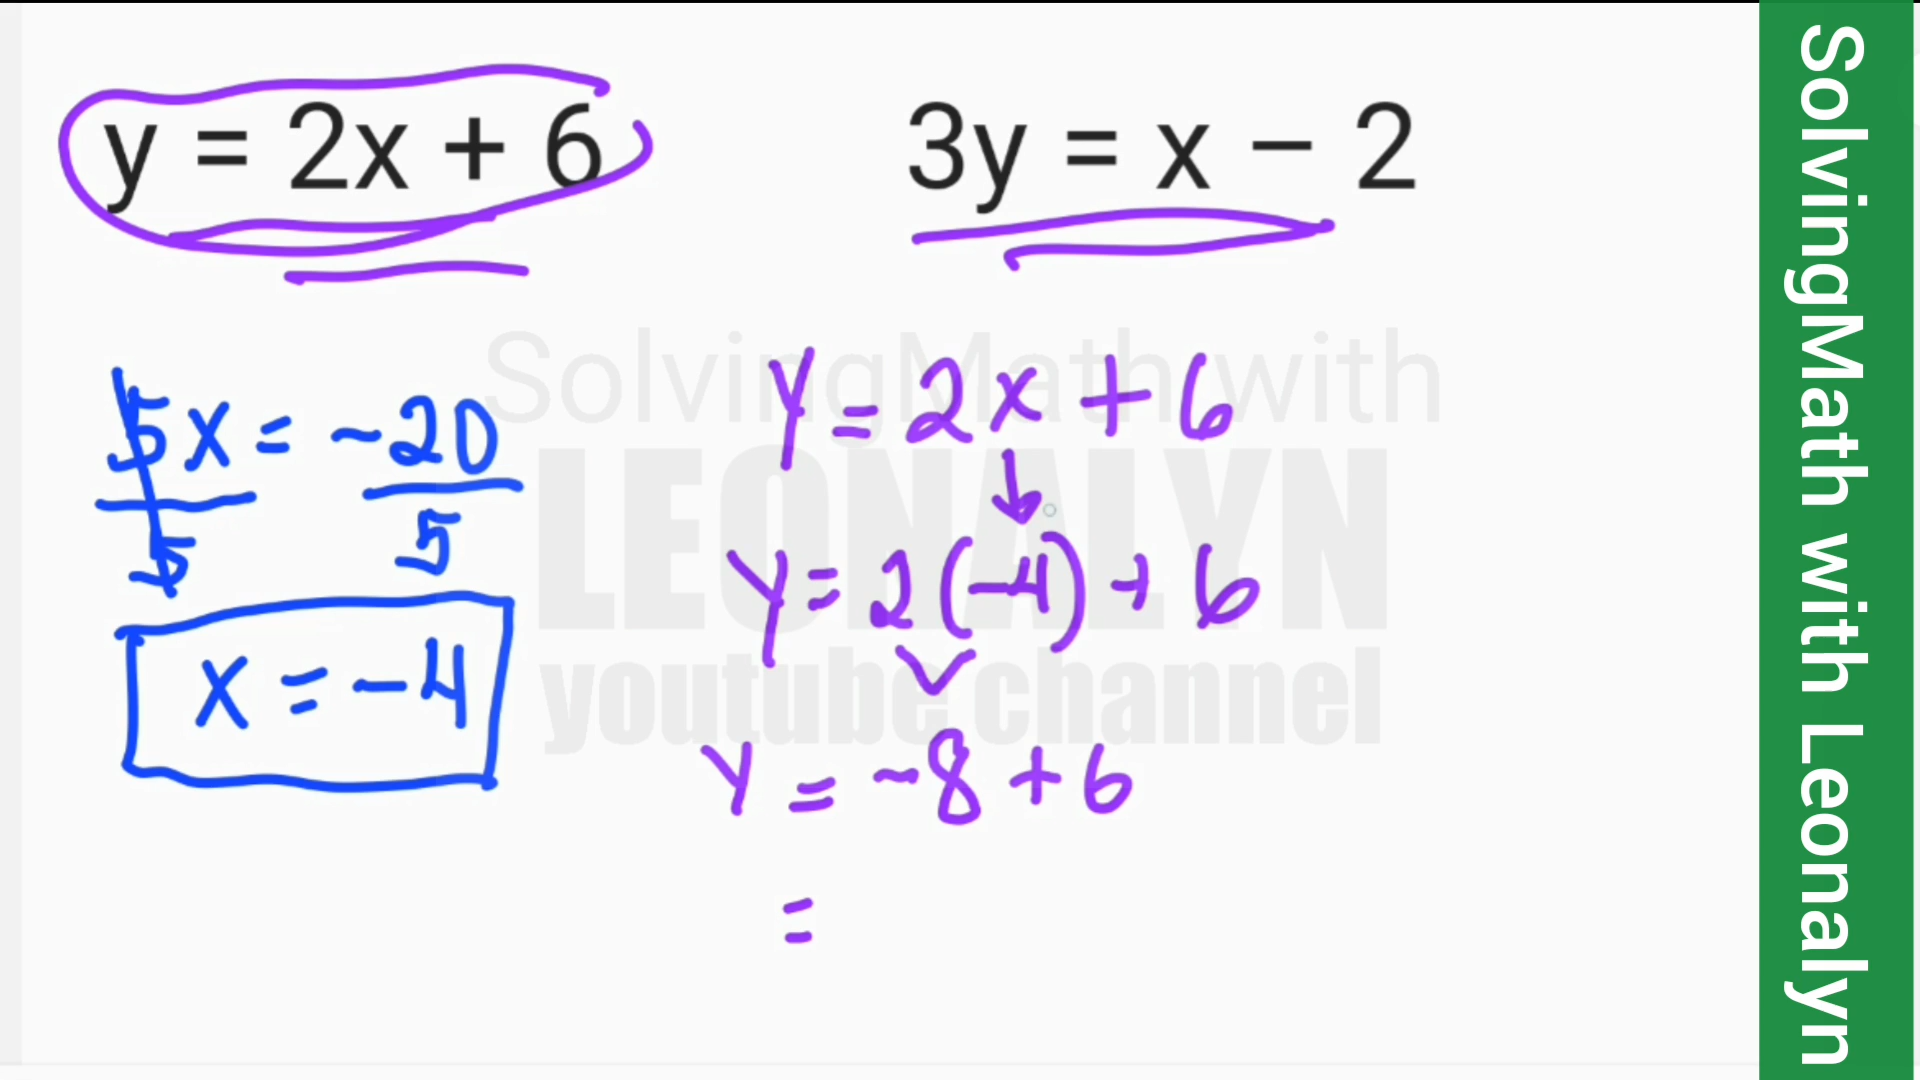 y = 2x + 6
3y = x − 2
5x = -20
5 5
x = -4
y = 2x + 6
y = 2(-4) + 6
y = -8 + 6
=
SolvingMath with
LEONALYN
youtube channel
SolvingMath with Leonalyn